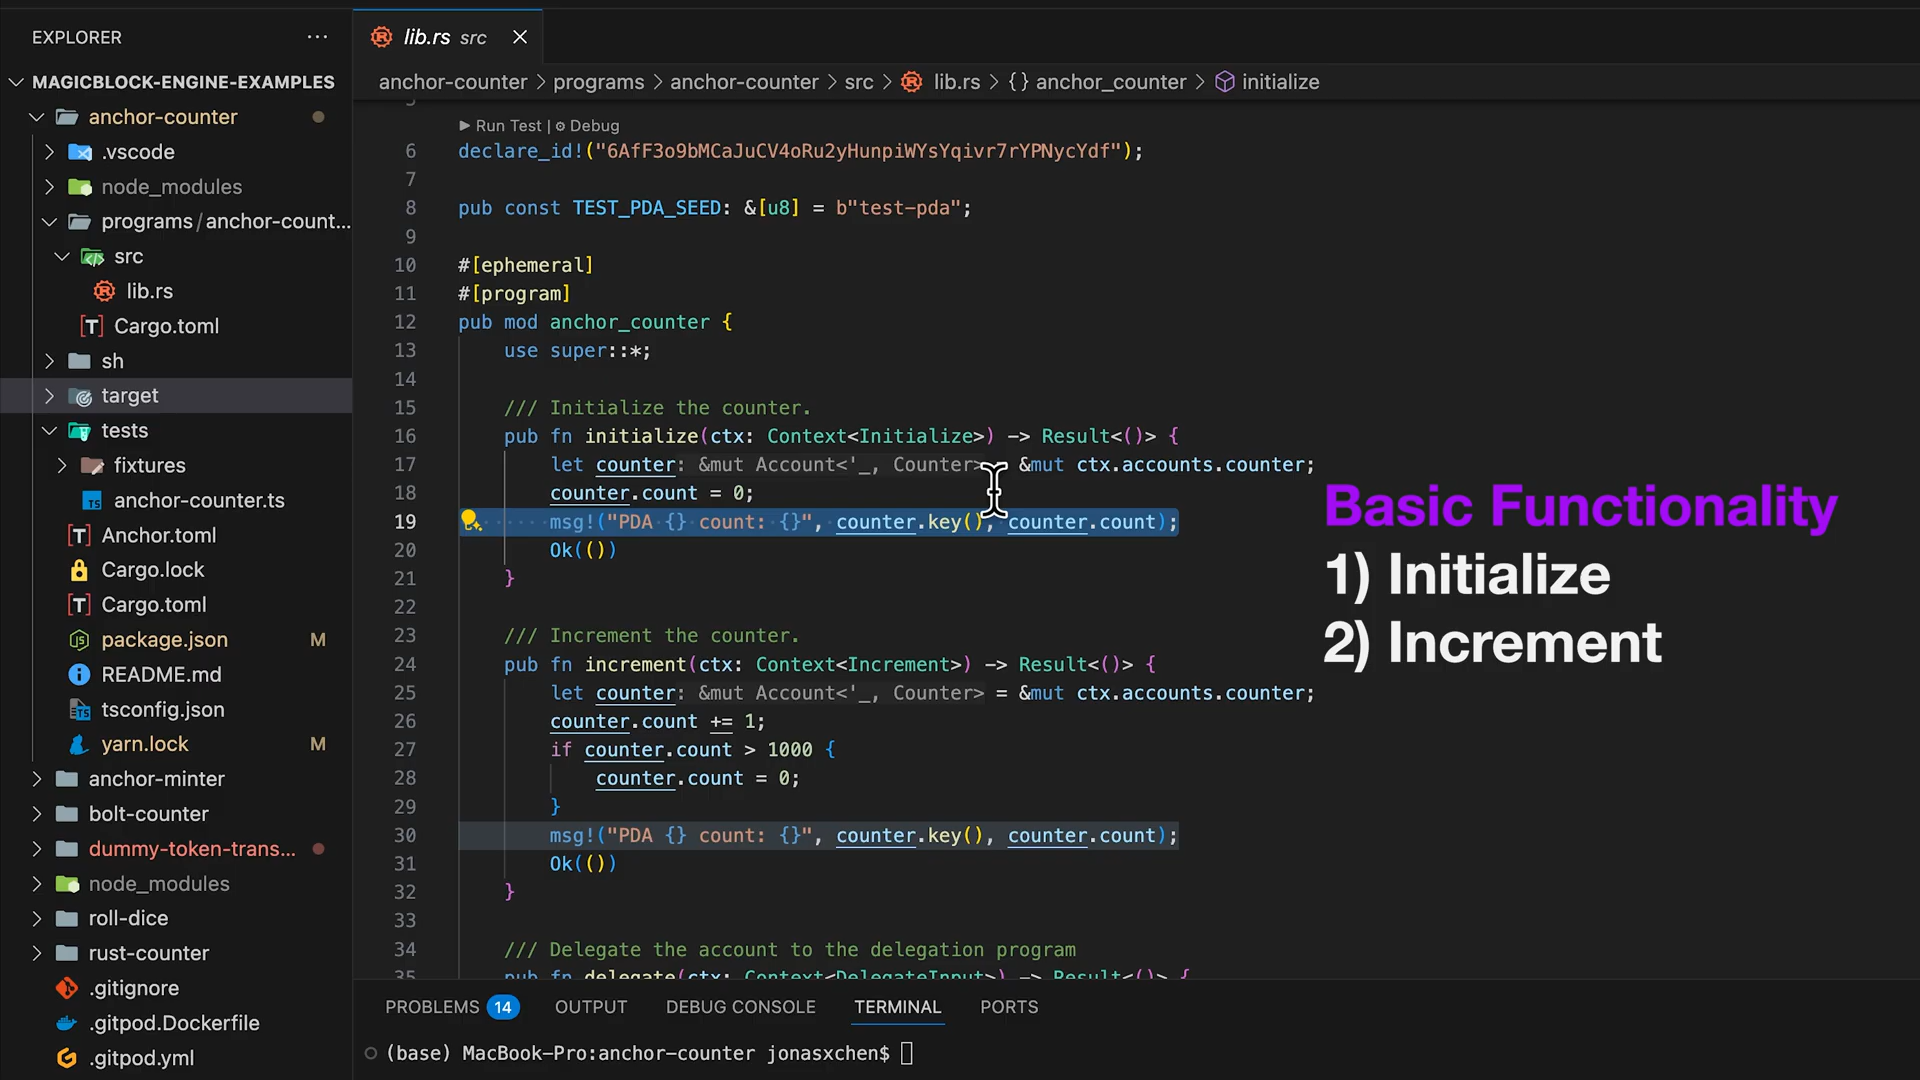 EXPLORER
MAGICBLOCK-ENGINE-EXAMPLES
anchor-counter
.vscode
node_modules
programs/anchor-count...
src
lib.rs
Cargo.toml
sh
target
tests
fixtures
anchor-counter.ts
Anchor.toml
Cargo.lock
Cargo.toml
package.json M
README.md
tsconfig.json
yarn.lock M
anchor-minter
bolt-counter
dummy-token-trans...
node_modules
roll-dice
rust-counter
.gitignore
.gitpod.Dockerfile
.gitpod.yml
lib.rs src
anchor-counter > programs > anchor-counter > src > lib.rs > {} anchor_counter > initialize
Run Test | Debug
6 declare_id!("6AfF3o9bMCaJuCV4oRu2yHunpiWYsYqivr7rYPNycYdf");
7
8 pub const TEST_PDA_SEED: &[u8] = b"test-pda";
9
10 #[ephemeral]
11 #[program]
12 pub mod anchor_counter {
13 use super::*;
14
15 /// Initialize the counter.
16 pub fn initialize(ctx: Context<Initialize>) -> Result<()> {
17 let counter: &mut Account<'_, Counter> &mut ctx.accounts.counter;
18 counter.count = 0;
19 msg!("PDA {} count: {}", counter.key(), counter.count);
20 Ok(())
21 }
22
23 /// Increment the counter.
24 pub fn increment(ctx: Context<Increment>) -> Result<()> {
25 let counter: &mut Account<'_, Counter> = &mut ctx.accounts.counter;
26 counter.count += 1;
27 if counter.count > 1000 {
28 counter.count = 0;
29 }
30 msg!("PDA {} count: {}", counter.key(), counter.count);
31 Ok(())
32 }
33
34 /// Delegate the account to the delegation program
35 pub fn delegate(ctx: Context<DelegateInput>) -> Result<()> {
Basic Functionality
1) Initialize
2) Increment
PROBLEMS 14 OUTPUT DEBUG CONSOLE TERMINAL PORTS
(base) MacBook-Pro:anchor-counter jonasxchen$